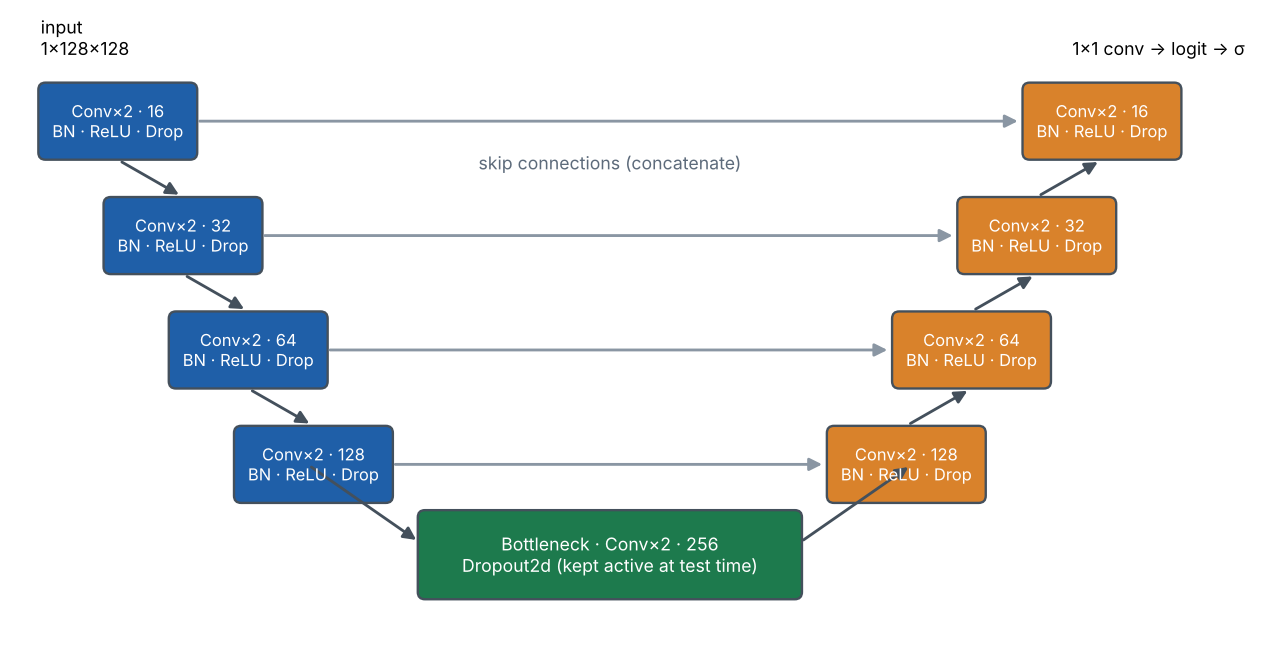 input
1×128×128
1×1 conv → logit → σ
Conv×2 · 16
BN · ReLU · Drop
Conv×2 · 16
BN · ReLU · Drop
skip connections (concatenate)
Conv×2 · 32
BN · ReLU · Drop
Conv×2 · 32
BN · ReLU · Drop
Conv×2 · 64
BN · ReLU · Drop
Conv×2 · 64
BN · ReLU · Drop
Conv×2 · 128
BN · ReLU · Drop
Conv×2 · 128
BN · ReLU · Drop
Bottleneck · Conv×2 · 256
Dropout2d (kept active at test time)